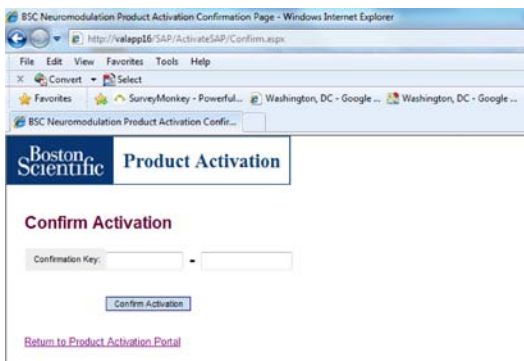 BSC Neuromodulation Product Activation Confirmation Page - Windows Internet Explorer
http://valapp16/SAP/ActivateSAP/Confirm.aspx
File Edit View Favorites Tools Help
x Convert Select
Favorites SurveyMonkey - Powerful... Washington, DC - Google ... Washington, DC - Google ...
BSC Neuromodulation Product Activation Confir...
Boston Scientific Product Activation
Confirm Activation
Confirmation Key: -
Confirm Activation
Return to Product Activation Portal